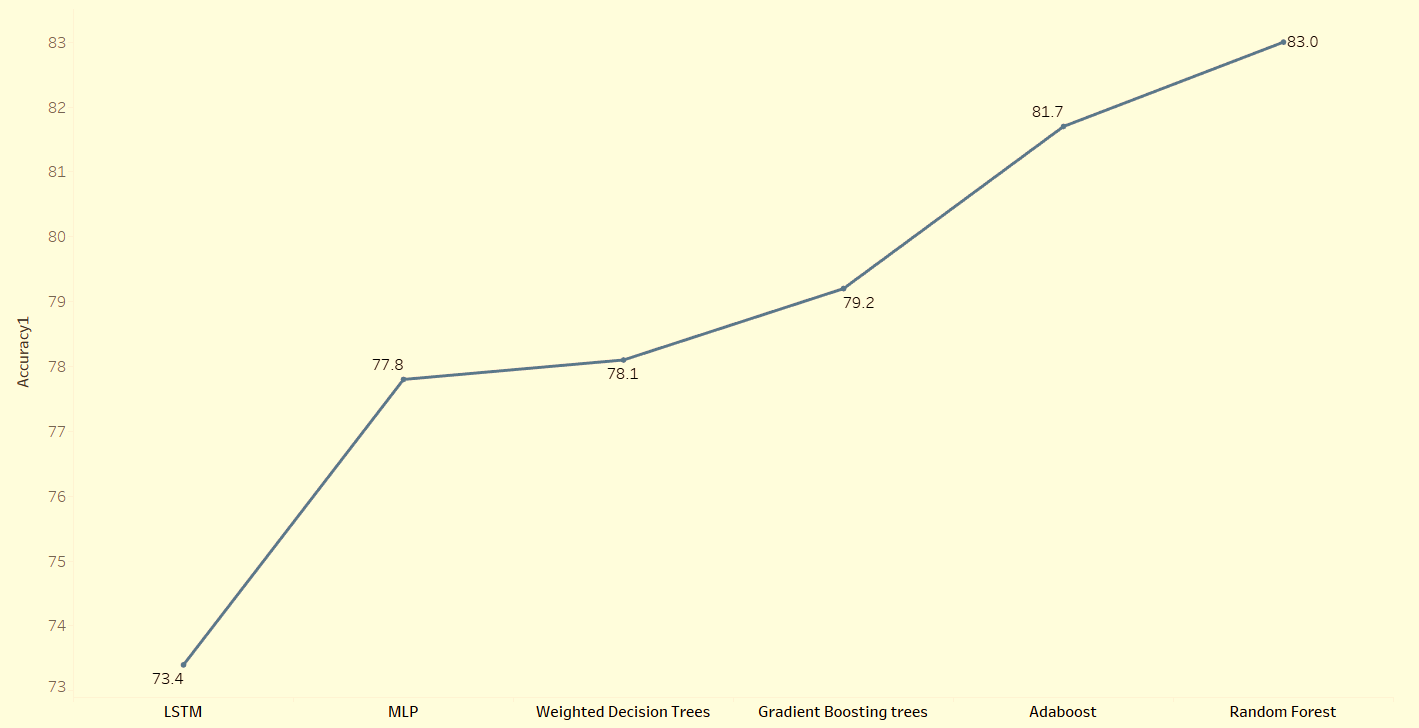 83
82
81
80
79
78
77
76
75
74
73
Accuracy1
73.4
77.8
78.1
79.2
81.7
83.0
LSTM
MLP
Weighted Decision Trees
Gradient Boosting trees
Adaboost
Random Forest